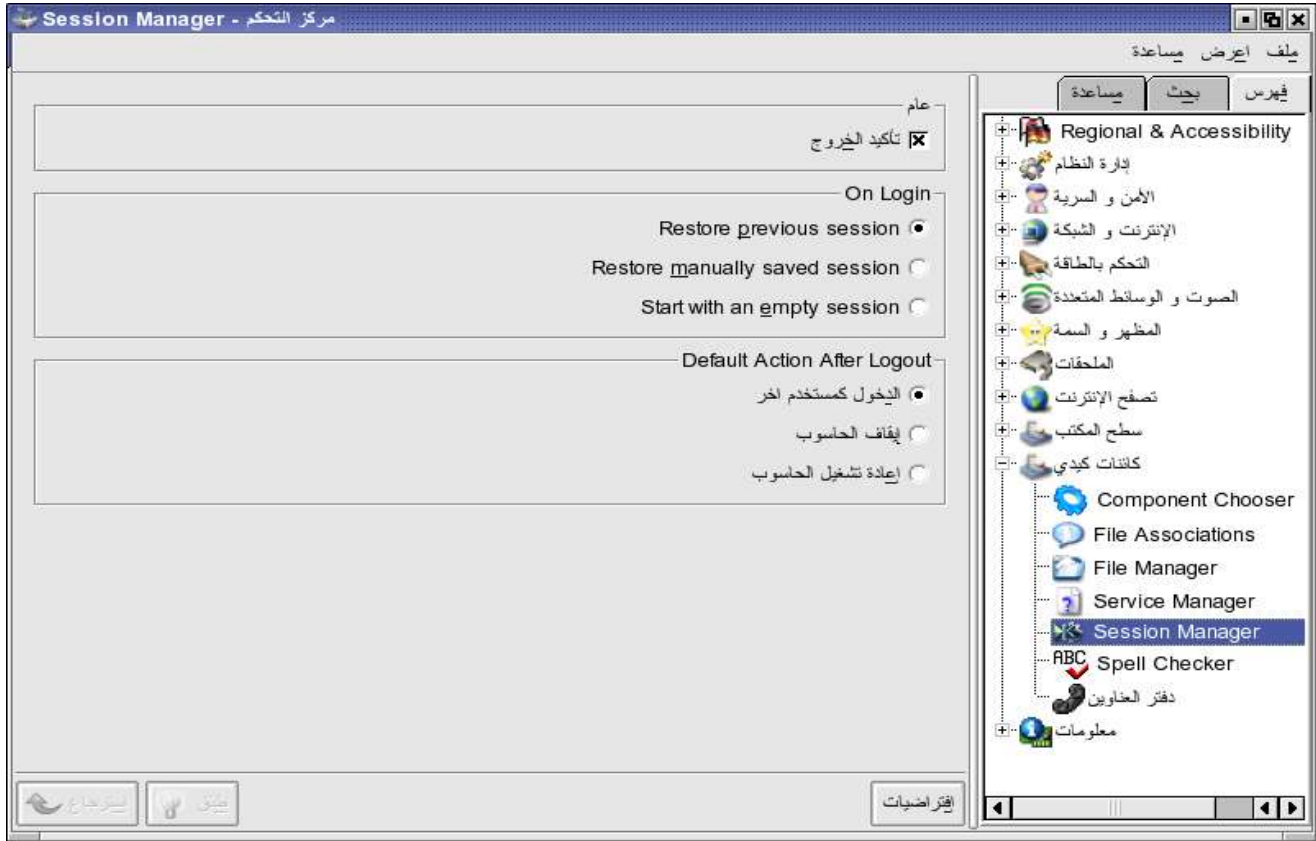 مركز التحكم - Session Manager
ملف اعرض مساعدة
فهرس بحث مساعدة
Regional & Accessibility
إدارة النظام
الأمن و السرية
الإنترنت و الشبكة
التحكم بالطاقة
الصوت و الوسائط المتعددة
المظهر و السمة
الملحقات
تصفح الإنترنت
سطح المكتب
كائنات كيدي
Component Chooser
File Associations
File Manager
Service Manager
Session Manager
ABC
Spell Checker
دفتر العناوين
معلومات
عام
تأكيد الخروج
On Login
Restore previous session
Restore manually saved session
Start with an empty session
Default Action After Logout
الدخول كمستخدم اخر
إيقاف الحاسوب
إعادة تشغيل الحاسوب
إفتراضيات
طبّق
إسترجاع